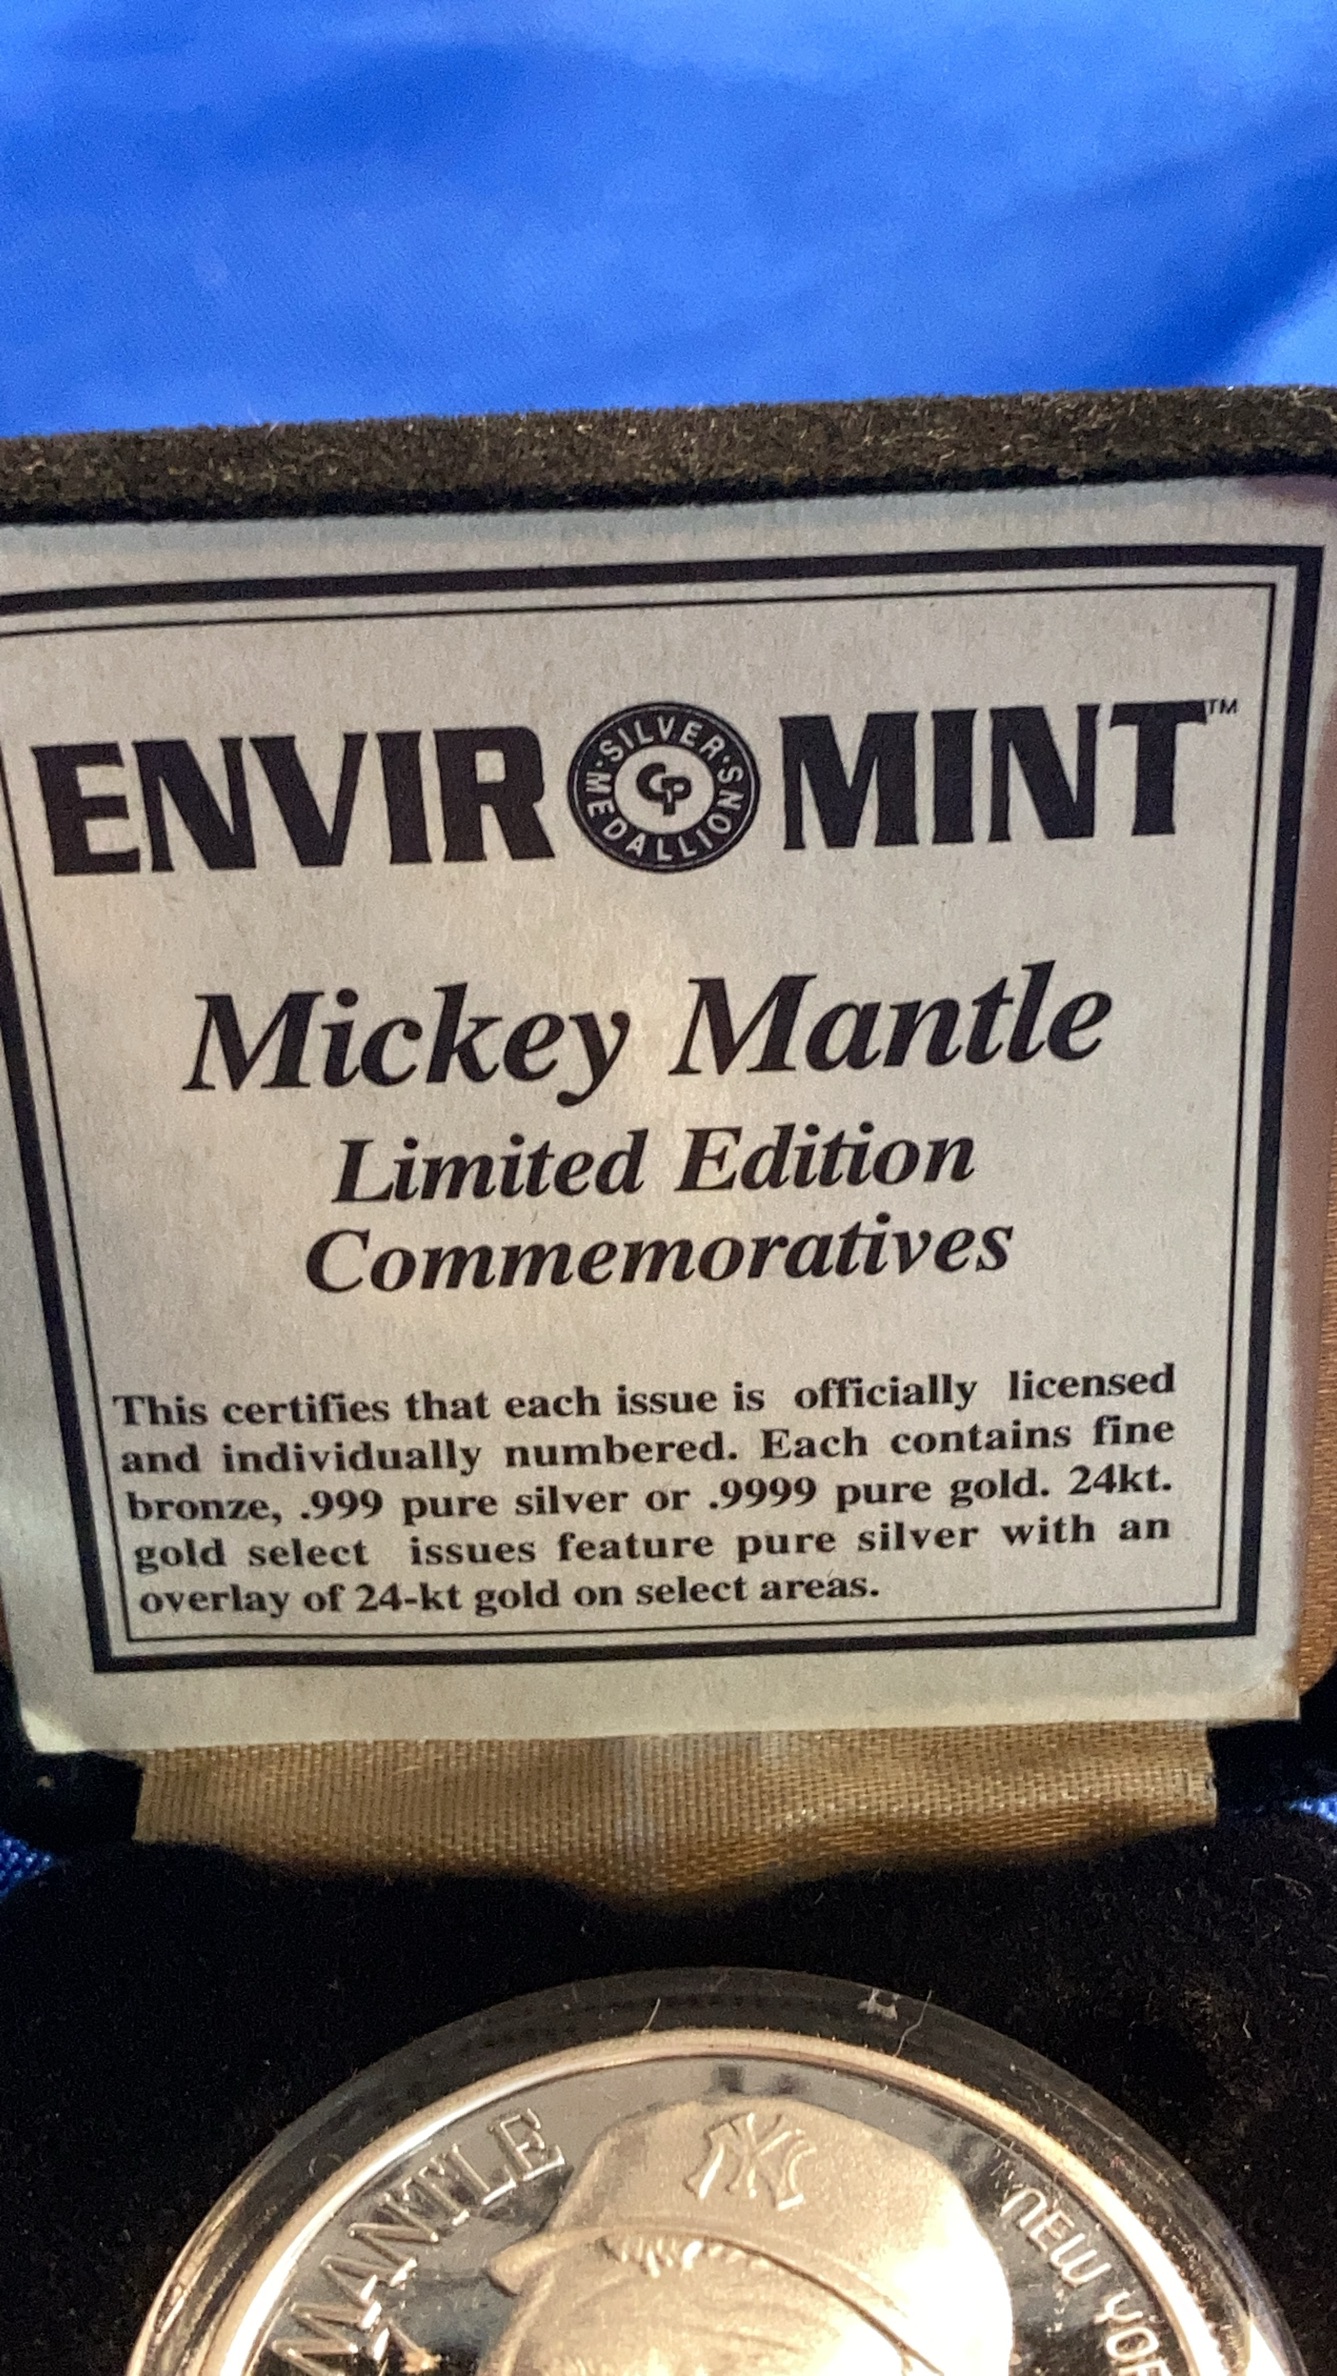 ENVIR MINT™
SILVER • MEDALLIONS •
CP
Mickey Mantle
Limited Edition
Commemoratives
This certifies that each issue is officially licensed
and individually numbered. Each contains fine
bronze, .999 pure silver or .9999 pure gold. 24kt.
gold select issues feature pure silver with an
overlay of 24-kt gold on select areas.
MANTLE
NY
NEW YOR